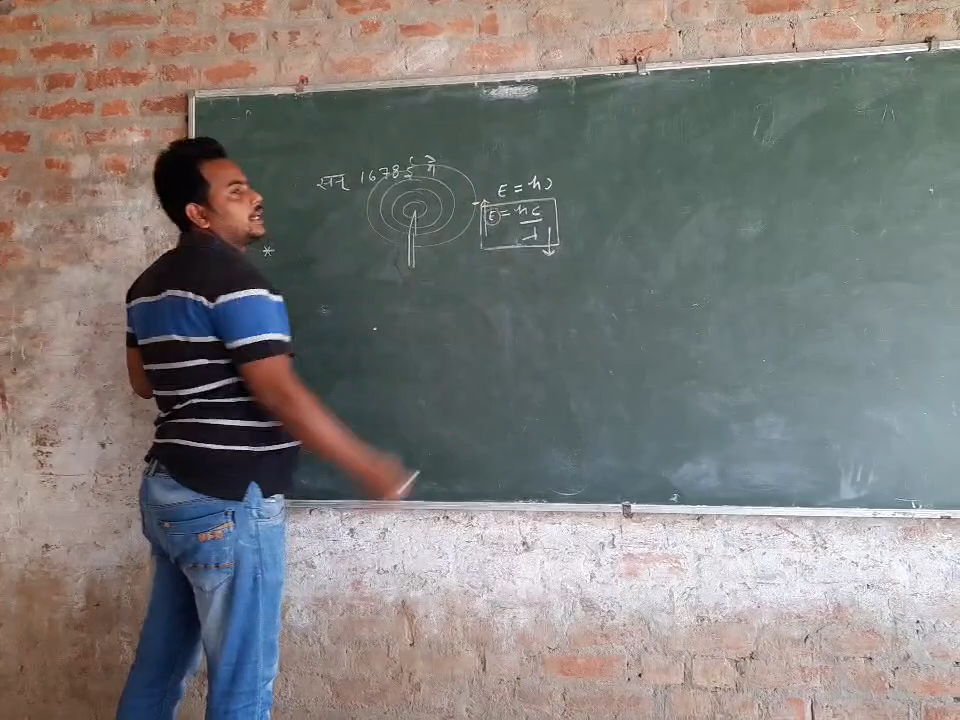 सन् 1678 ई में
E = hν
E = hc
λ